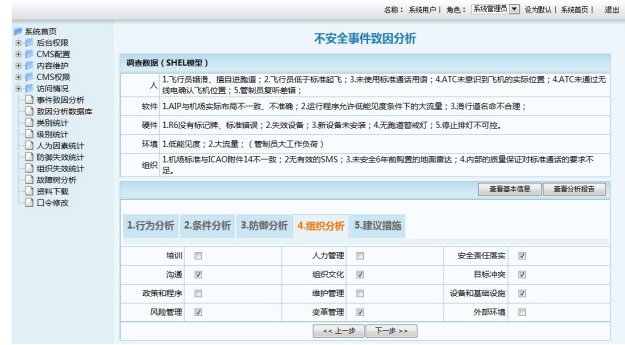 名称： 系统用户 | 角色： 系统管理员 设为默认 | 系统首页 | 退出
系统首页
后台权限
CMS配置
内容维护
CMS权限
访问情况
事件致因分析
致因分析数据库
类别统计
级别统计
人为因素统计
防御失效统计
组织失效统计
故障树分析
资料下载
口令修改
不安全事件致因分析
调查数据（SHEL模型）
人 1.飞行员错滑、擅自进跑道；2.飞行员低于标准起飞；3.未使用标准通话用语；4.ATC未意识到飞机的实际位置；4.ATC未通过无
线电确认飞机位置；5.管制员复听差错；
软件 1.AIP与机场实际布局不一致、不准确；2.运行程序允许低能见度条件下的大流量；3.滑行道名命不合理；
硬件 1.R6没有标记牌、标准错误；2.失效设备；3.新设备未安装；4.无跑道警戒灯；5.停止排灯不可控。
环境 1.低能见度；2.大流量；（管制员大工作负荷）
组织 1.机场标准与ICAO附件14不一致；2无有效的SMS；3.未安全6年前购置的地面雷达；4.内部的质量保证对标准通话的要求不
足。
查看基本信息 查看分析报告
1.行为分析 2.条件分析 3.防御分析 4.组织分析 5.建议措施
培训 人力管理 安全责任落实
沟通 组织文化 目标冲突
政策和程序 维护管理 设备和基础设施
风险管理 变革管理 外部环境
<< 上一步 下一步 >>